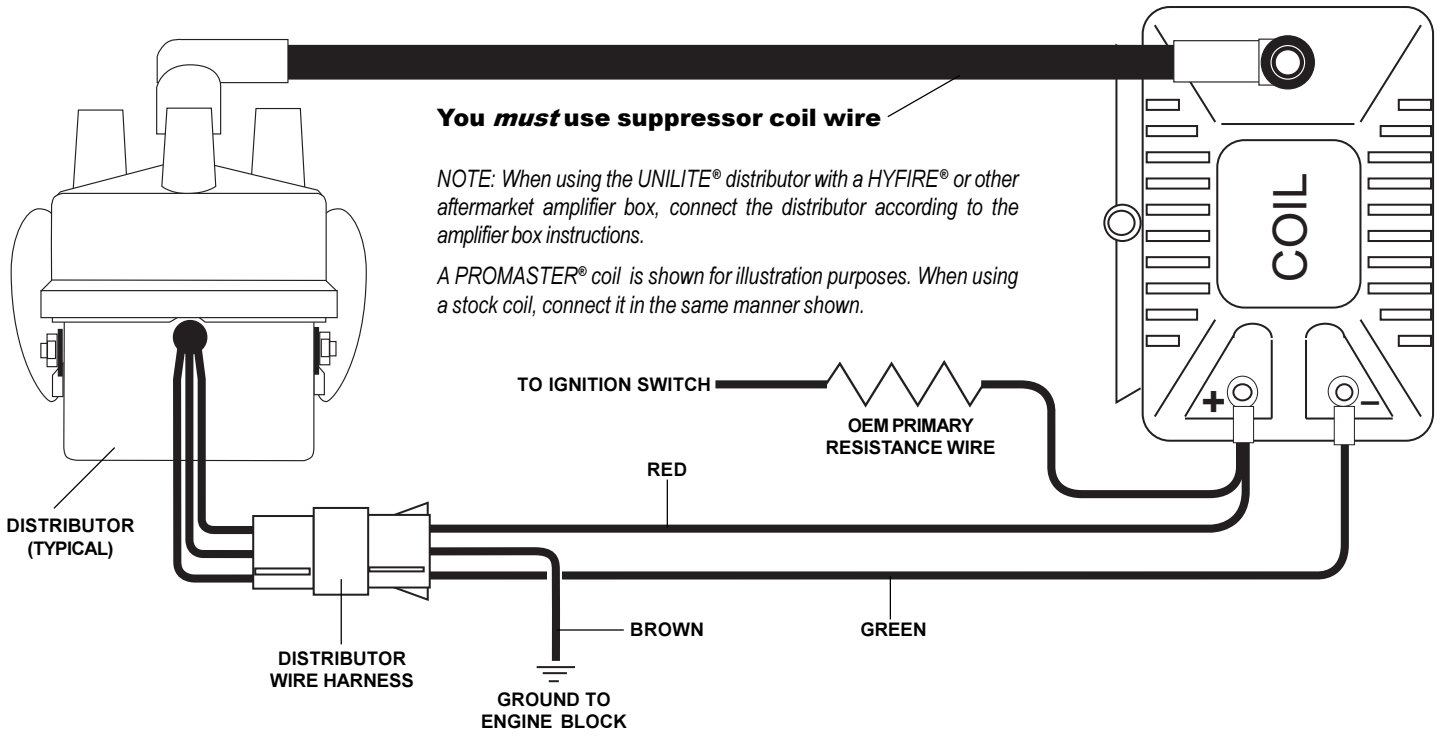 You must use suppressor coil wire
NOTE: When using the UNILITE® distributor with a HYFIRE® or other
aftermarket amplifier box, connect the distributor according to the
amplifier box instructions.
A PROMASTER® coil is shown for illustration purposes. When using
a stock coil, connect it in the same manner shown.
COIL
TO IGNITION SWITCH
+
–
OEM PRIMARY
RESISTANCE WIRE
RED
DISTRIBUTOR
(TYPICAL)
BROWN
GREEN
DISTRIBUTOR
WIRE HARNESS
GROUND TO
ENGINE BLOCK